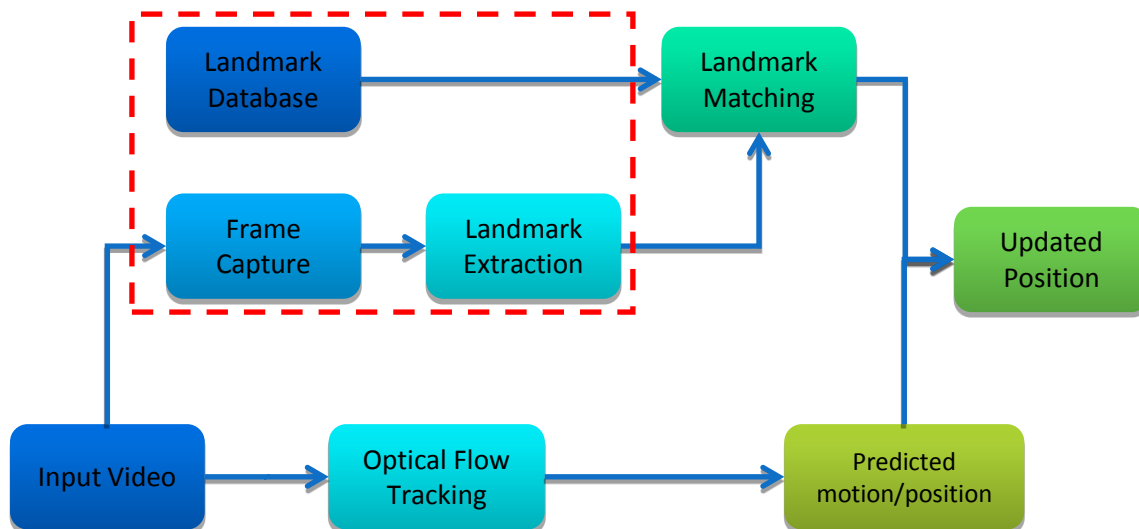 Landmark
Database
Landmark
Matching
Frame
Capture
Landmark
Extraction
Updated
Position
Input Video
Optical Flow
Tracking
Predicted
motion/position